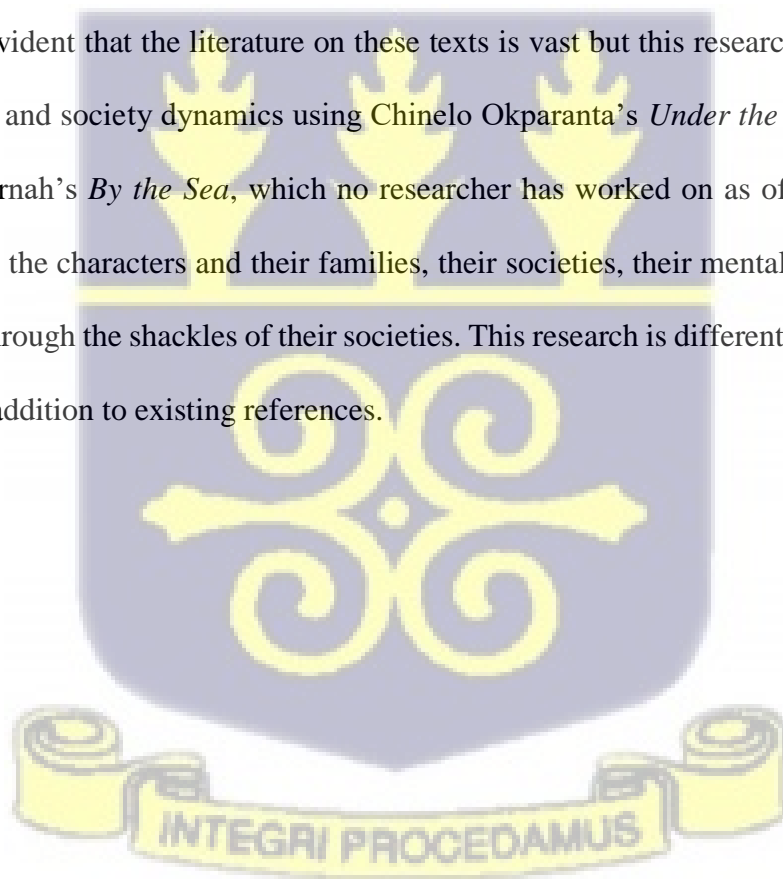 vident that the literature on these texts is vast but this researc
and society dynamics using Chinelo Okparanta’s Under the
rnah’s By the Sea, which no researcher has worked on as of
the characters and their families, their societies, their mental
rough the shackles of their societies. This research is different
addition to existing references.
INTEGRI PROCEDAMUS